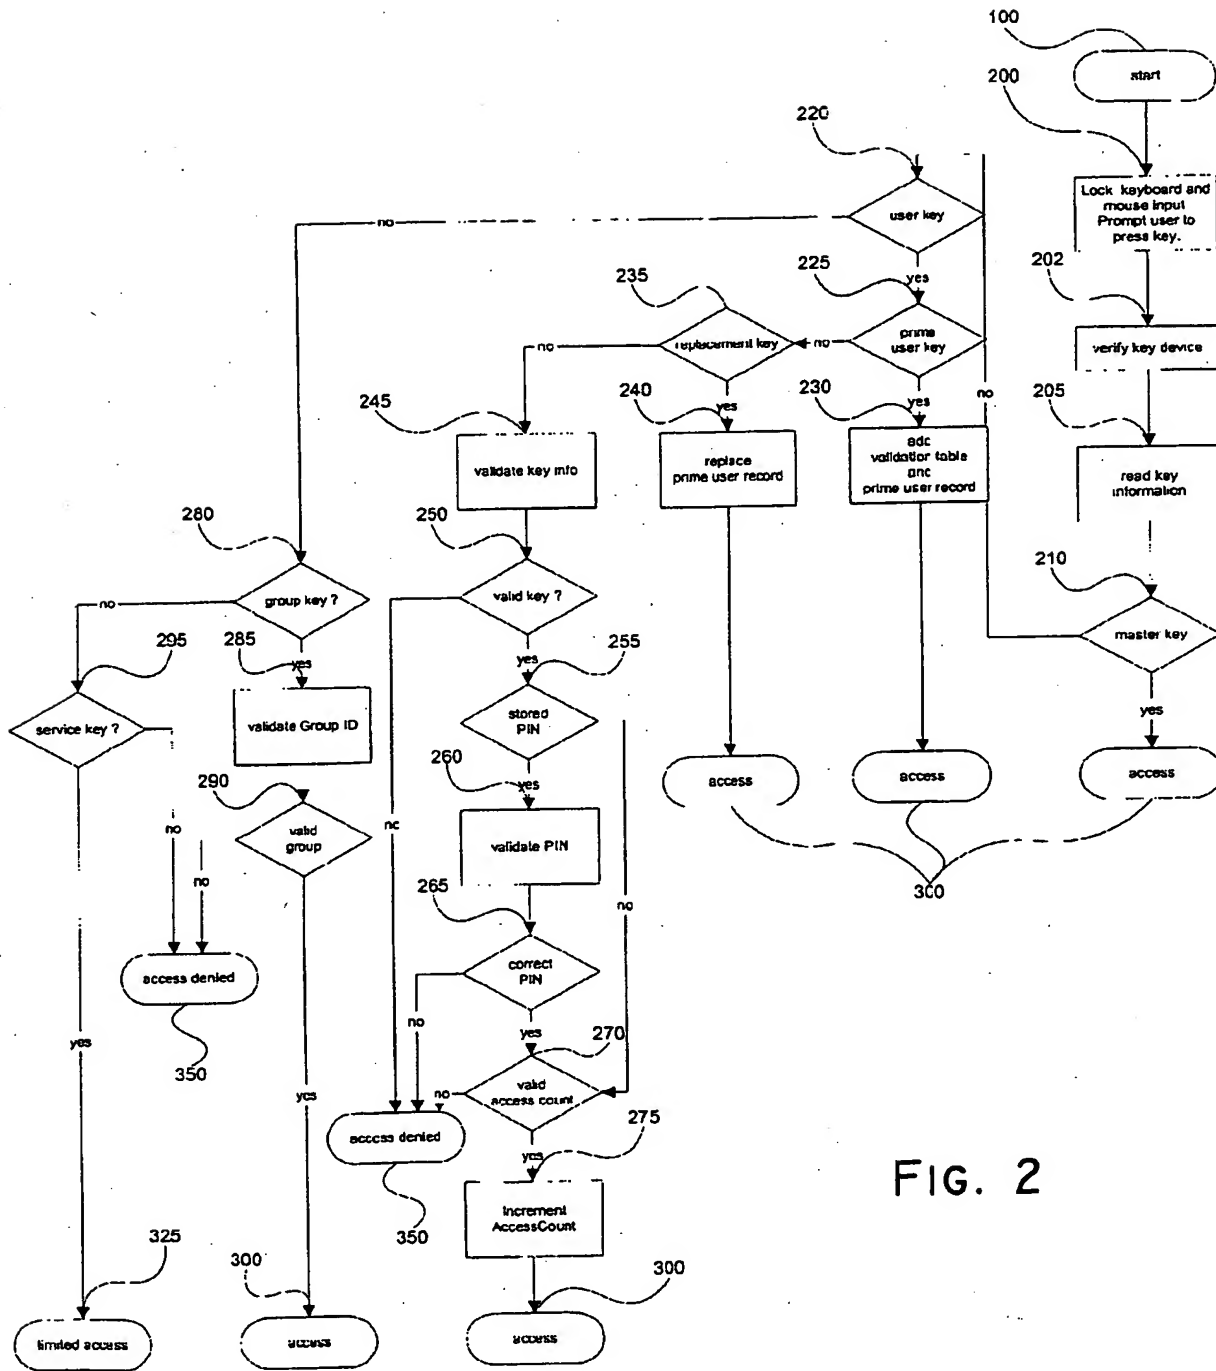 100
start
200
220
Lock keyboard and
mouse input
Prompt user to
press key.
no
user key
202
235
225
yes
prime
user key
replacement key
no
no
verify key device
245
240
yes
230
yes
no
205
validate key info
replace
prime user record
adc
validation table
and
prime user record
read key
information
280
250
210
group key ?
no
valid key ?
master key
295
285
yes
yes
255
service key ?
validate Group ID
stored
PIN
yes
260
yes
access
access
access
290
no
valid
group
no
validate PIN
no
265
300
no
correct
PIN
access denied
yes
no
yes
270
350
yes
valid
access count
no
275
access denied
yes
Increment
AccessCount
350
FIG. 2
325
300
300
limited access
access
access